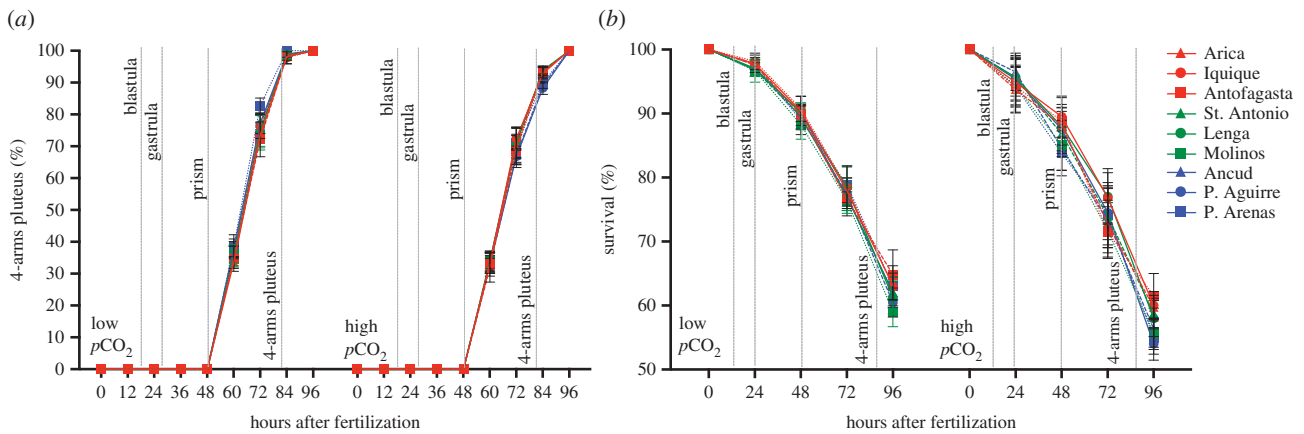 (a)
100
90
80
70
60
50
40
30
20
10
0
4-arms pluteus (%)
blastula
gastrula
prism
4-arms pluteus
low
pCO2
blastula
gastrula
prism
4-arms pluteus
high
pCO2
0 12 24 36 48 60 72 84 96 0 12 24 36 48 60 72 84 96
hours after fertilization
(b)
100
90
80
70
60
50
survival (%)
blastula
gastrula
prism
4-arms pluteus
low
pCO2
blastula
gastrula
prism
4-arms pluteus
high
pCO2
0 24 48 72 96 0 24 48 72 96
hours after fertilization
Arica
Iquique
Antofagasta
St. Antonio
Lenga
Molinos
Ancud
P. Aguirre
P. Arenas